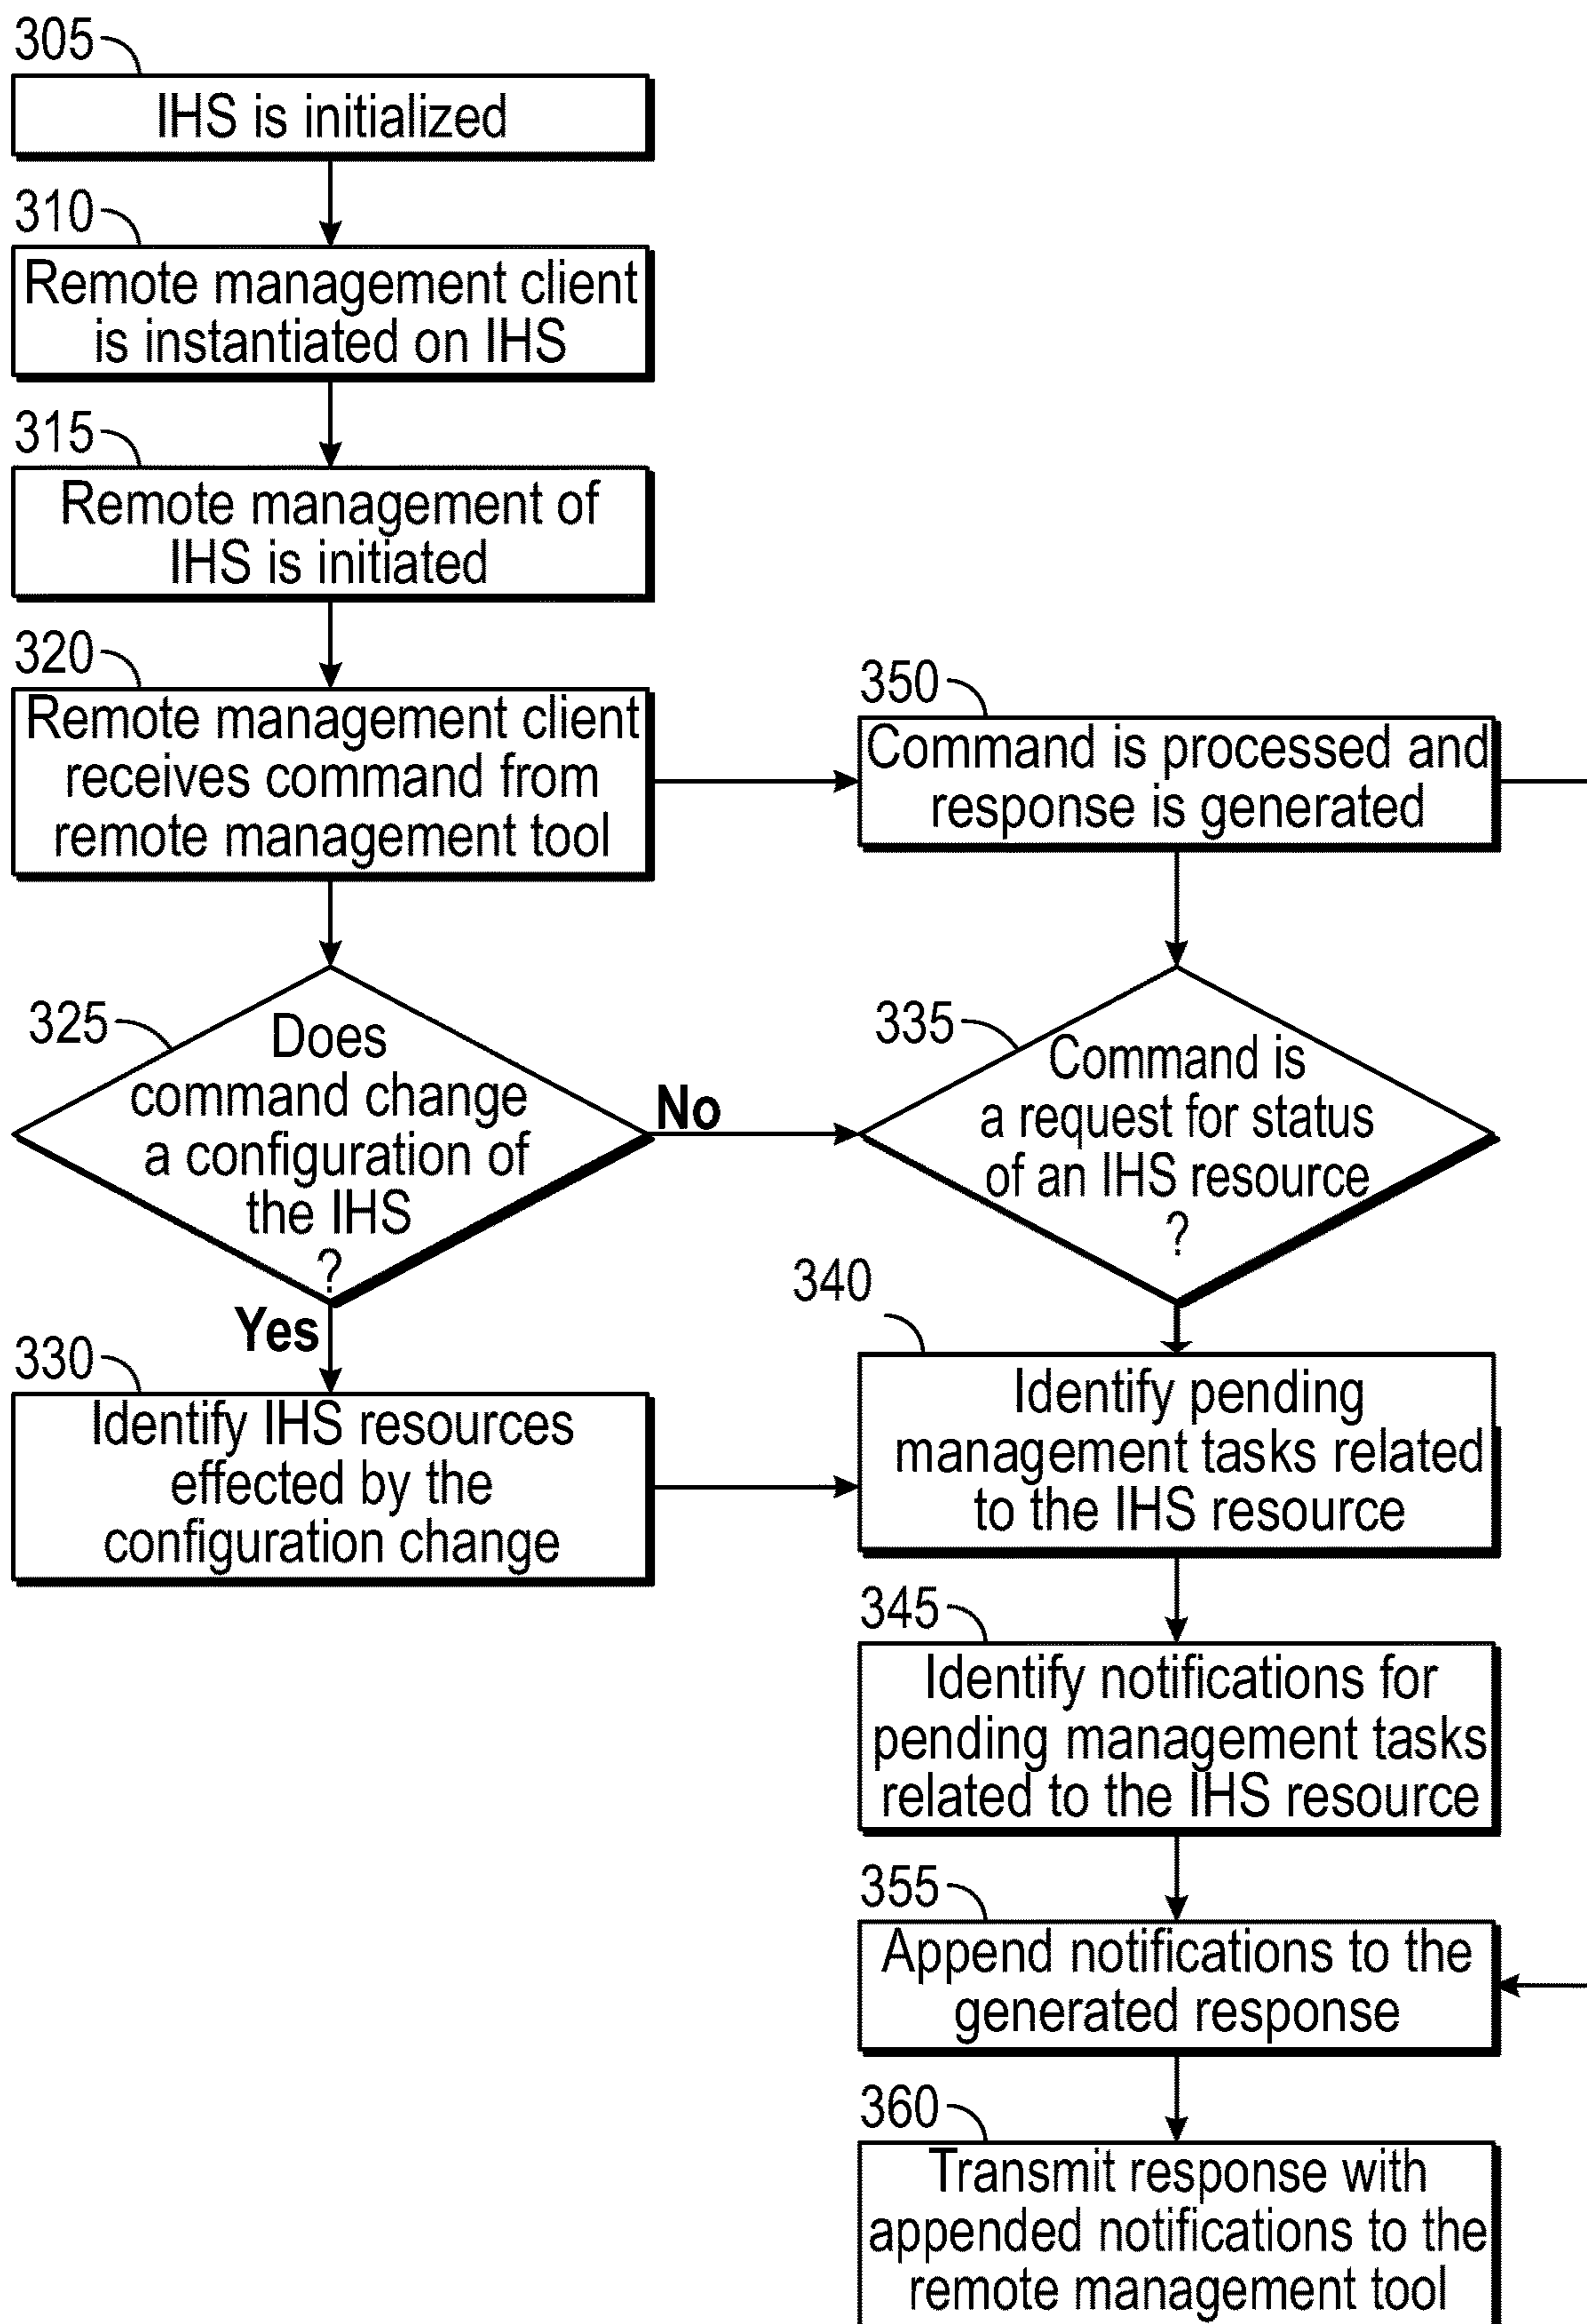 305
IHS is initialized
310
Remote management client
is instantiated on IHS
315
Remote management of
IHS is initiated
320
Remote management client
receives command from
remote management tool
350
Command is processed and
response is generated
325
Does
command change
a configuration of
the IHS
?
No
Yes
335
Command is
a request for status
of an IHS resource
?
330
Identify IHS resources
effected by the
configuration change
340
Identify pending
management tasks related
to the IHS resource
345
Identify notifications for
pending management tasks
related to the IHS resource
355
Append notifications to the
generated response
360
Transmit response with
appended notifications to the
remote management tool